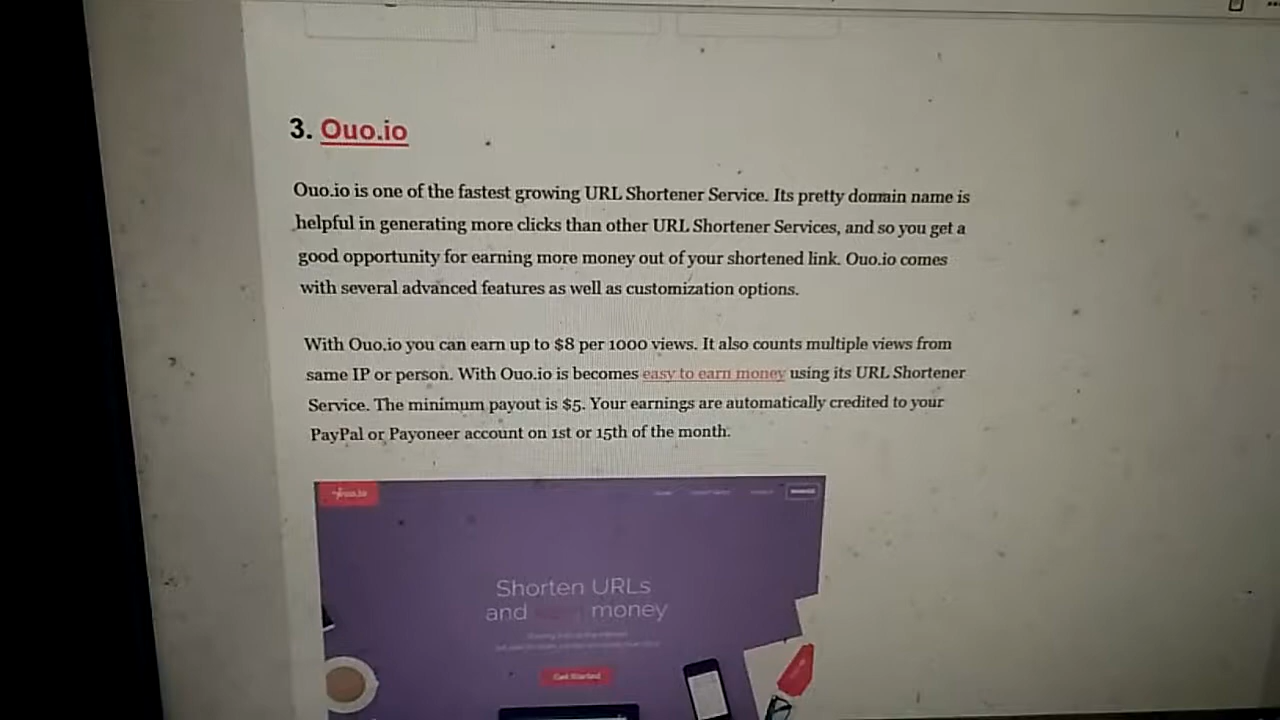 3. Ouo.io
Ouo.io is one of the fastest growing URL Shortener Service. Its pretty domain name is
helpful in generating more clicks than other URL Shortener Services, and so you get a
good opportunity for earning more money out of your shortened link. Ouo.io comes
with several advanced features as well as customization options.
With Ouo.io you can earn up to $8 per 1000 views. It also counts multiple views from
same IP or person. With Ouo.io is becomes easy to earn money using its URL Shortener
Service. The minimum payout is $5. Your earnings are automatically credited to your
PayPal or Payoneer account on 1st or 15th of the month.
Shorten URLs
and money
Get Started